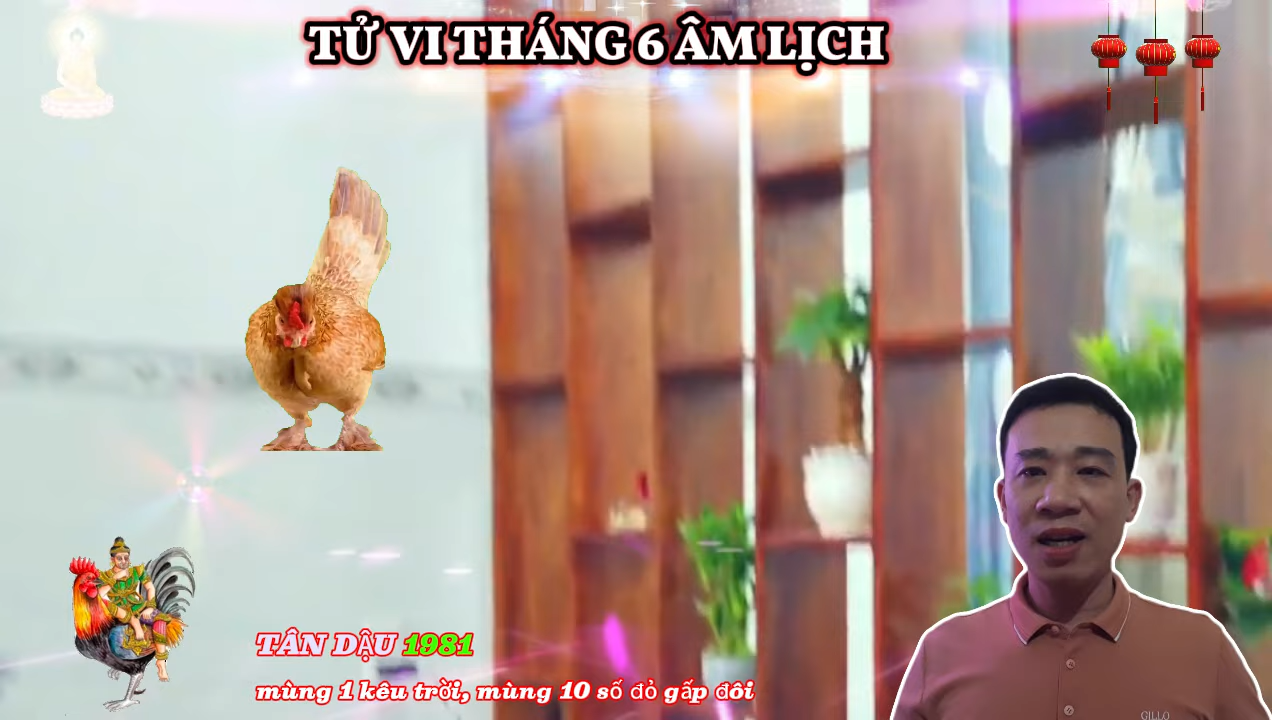 TỬ VI THÁNG 6 ÂM LỊCH
TÂN DẬU 1981
mùng 1 kêu trời, mùng 10 số đỏ gấp đôi
GILLO